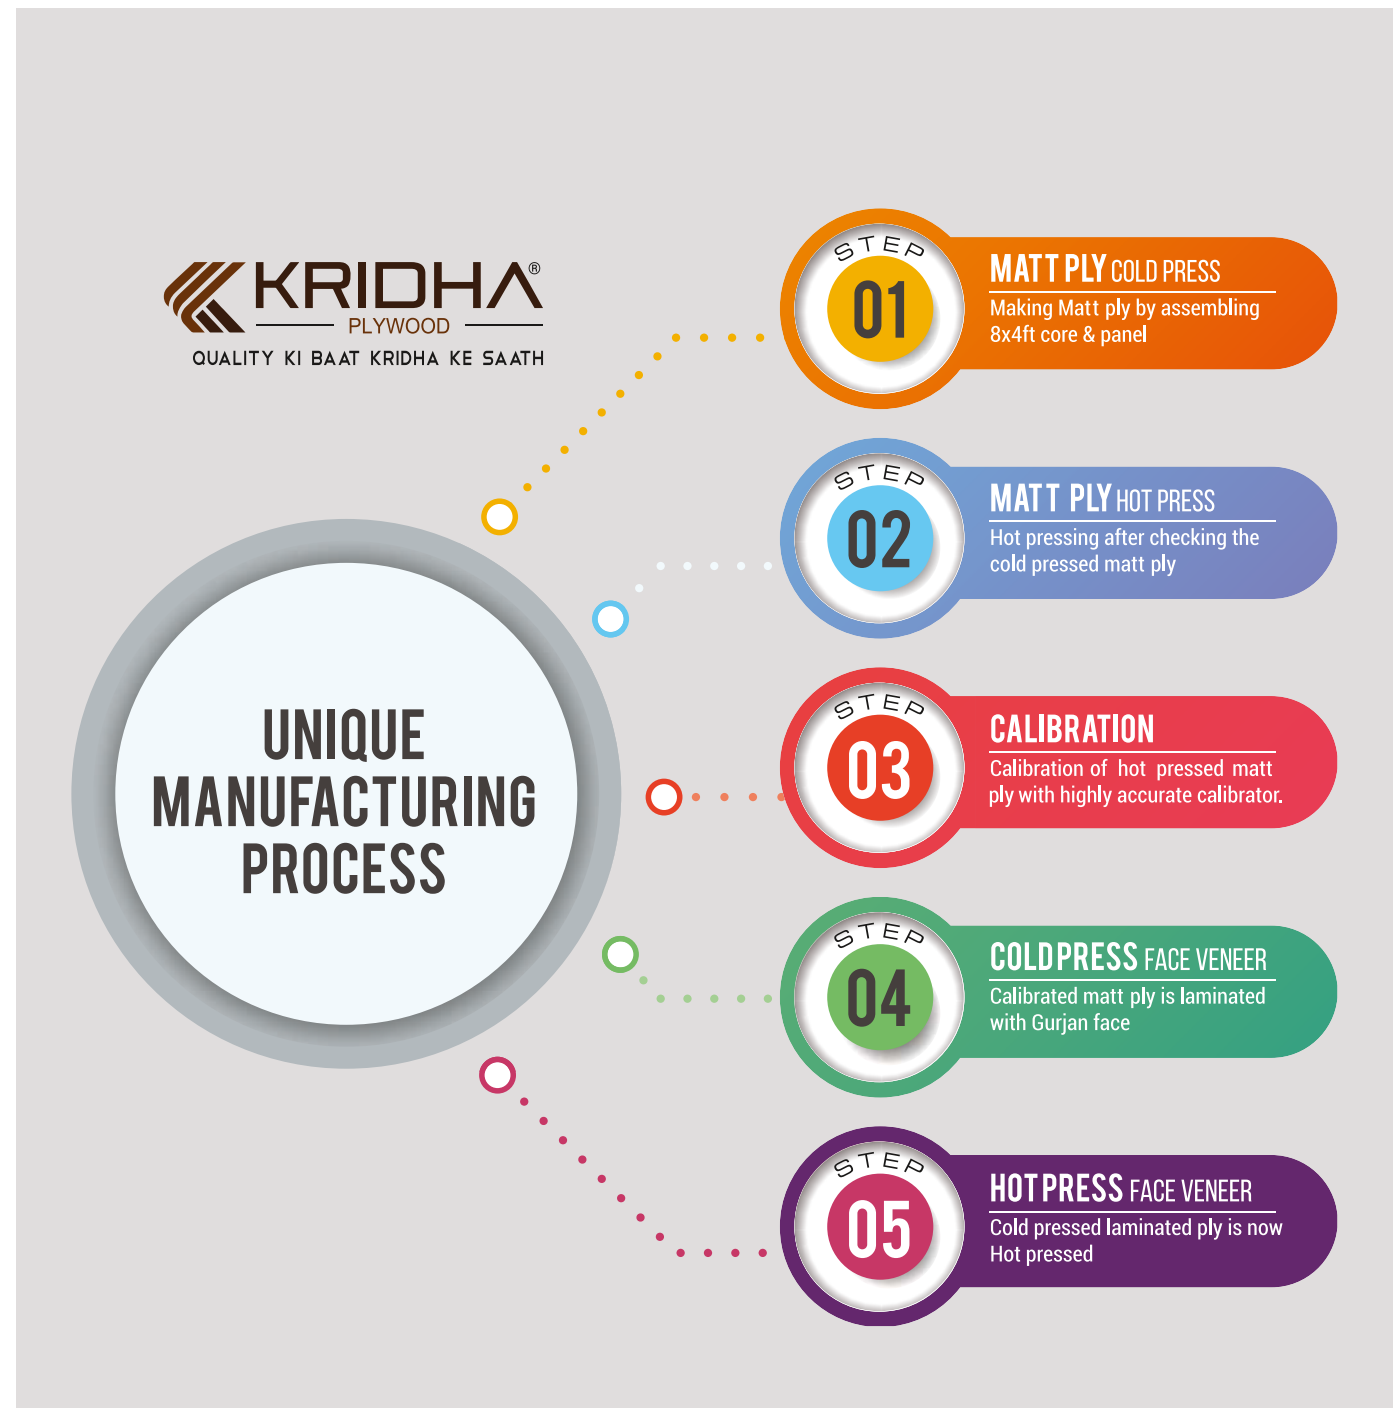 KRIDHA®
PLYWOOD
QUALITY KI BAAT KRIDHA KE SAATH
UNIQUE
MANUFACTURING
PROCESS
STEP
01
MATT PLY COLD PRESS
Making Matt ply by assembling
8x4ft core & panel
STEP
02
MATT PLY HOT PRESS
Hot pressing after checking the
cold pressed matt ply
STEP
03
CALIBRATION
Calibration of hot pressed matt
ply with highly accurate calibrator.
STEP
04
COLD PRESS FACE VENEER
Calibrated matt ply is laminated
with Gurjan face
STEP
05
HOT PRESS FACE VENEER
Cold pressed laminated ply is now
Hot pressed